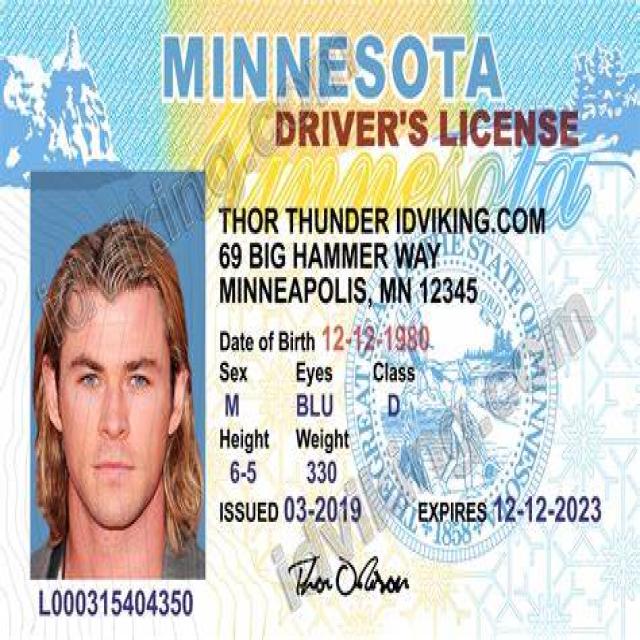 MINNESOTA
DRIVER'S LICENSE
Minnesota
THOR THUNDER IDVIKING.COM
69 BIG HAMMER WAY
MINNEAPOLIS, MN 12345
Date of Birth 12-12-1980
Sex Eyes Class
M BLU D
Height Weight
6-5 330
ISSUED 03-2019 EXPIRES 12-12-2023
Thor Odinson
L000315404350
THE GREAT SEAL OF THE STATE OF MINNESOTA
1858
idviking.com
idviking.com
idviking.com